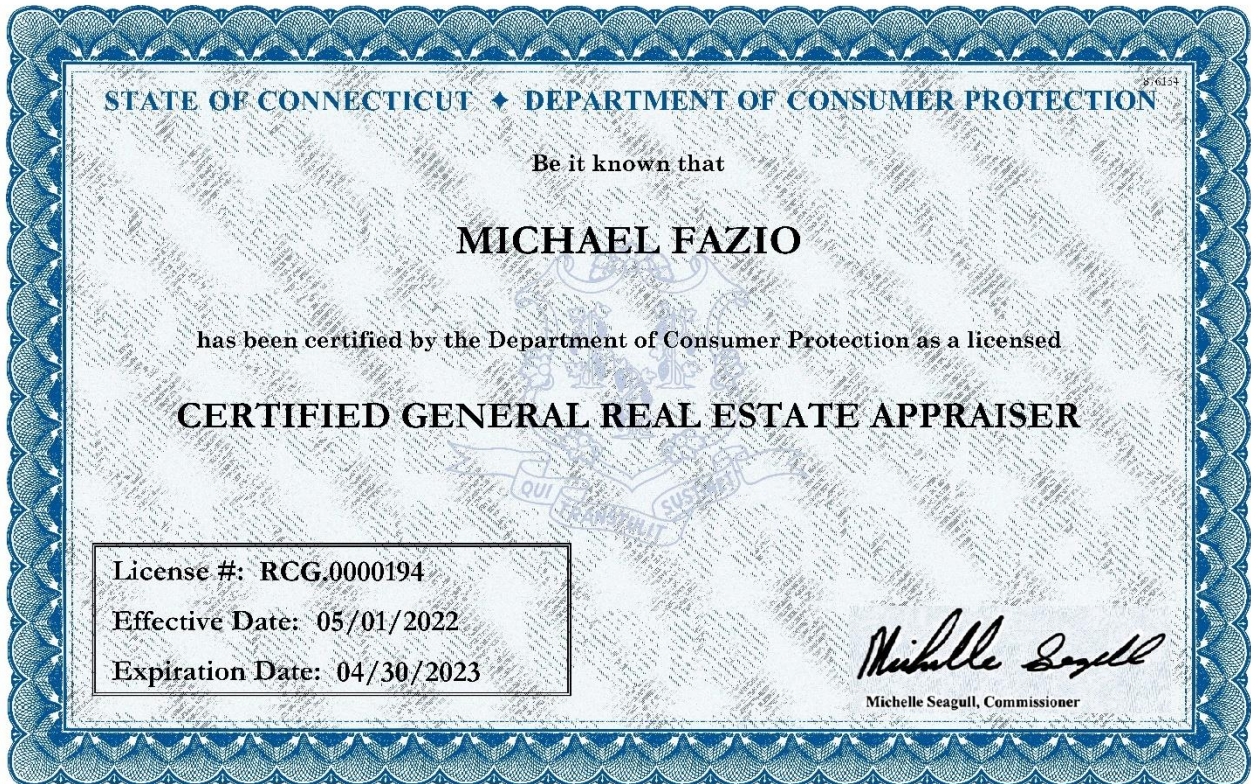 STATE OF CONNECTICUT ✦ DEPARTMENT OF CONSUMER PROTECTION
Be it known that
MICHAEL FAZIO
has been certified by the Department of Consumer Protection as a licensed
CERTIFIED GENERAL REAL ESTATE APPRAISER
QUI TRANSTULIT SUSTINET
License #: RCG.0000194
Effective Date: 05/01/2022
Expiration Date: 04/30/2023
Michelle Seagull
Michelle Seagull, Commissioner